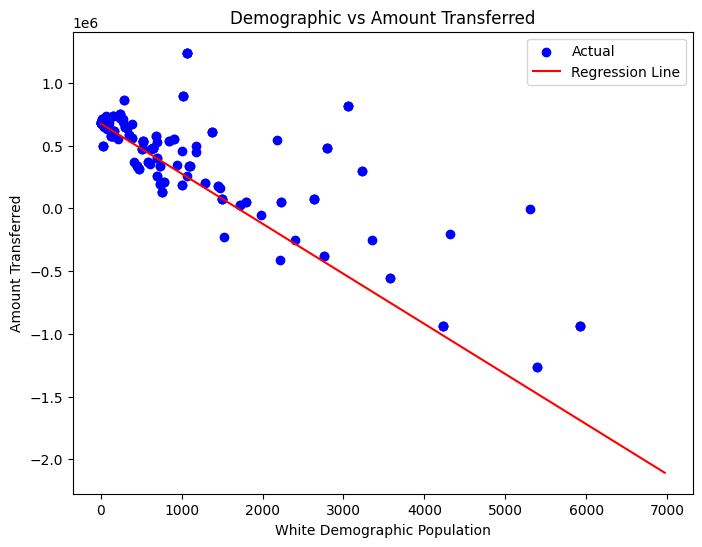 Demographic vs Amount Transferred
1e6
Actual
Regression Line
1.0
0.5
0.0
−0.5
−1.0
−1.5
−2.0
Amount Transferred
0 1000 2000 3000 4000 5000 6000 7000
White Demographic Population